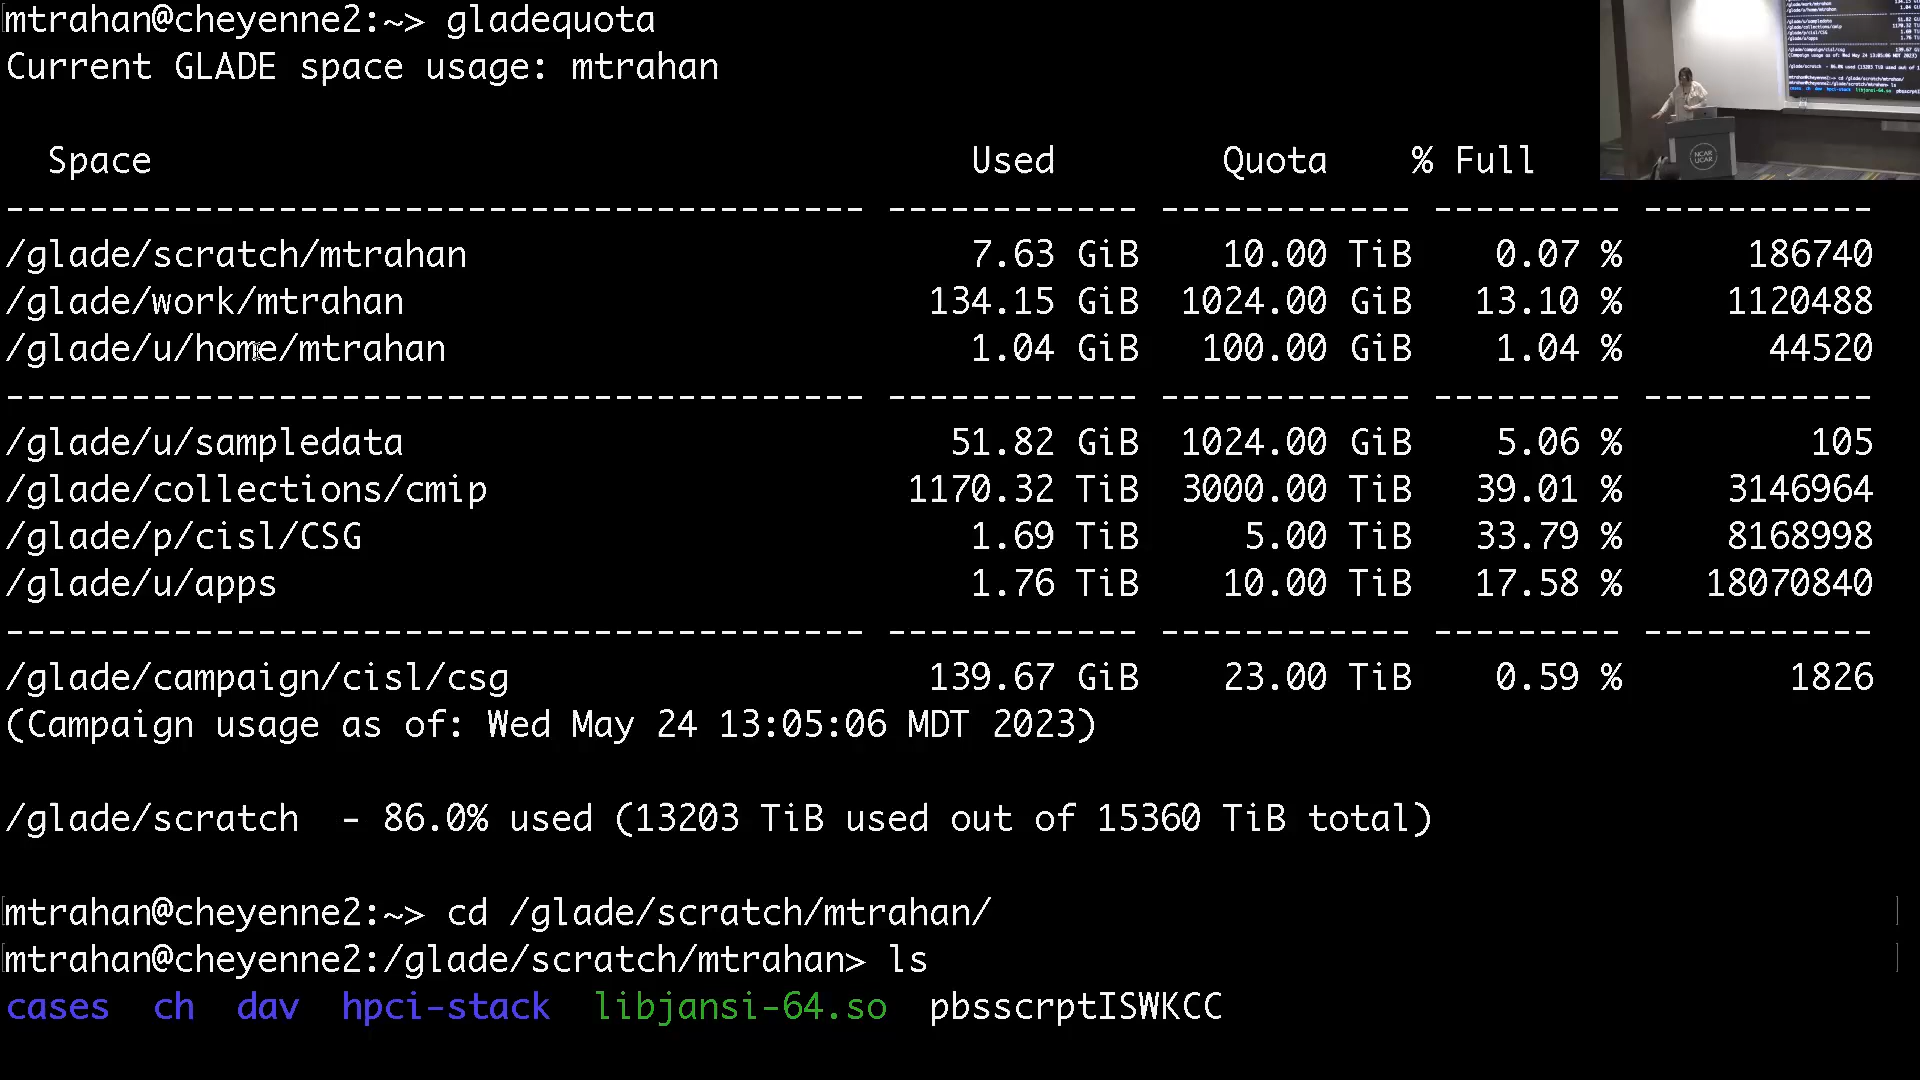 mtrahan@cheyenne2:~> gladequota
Current GLADE space usage: mtrahan
Space Used Quota % Full
---------------------------------------- ------------ ------------ --------- -----------
/glade/scratch/mtrahan 7.63 GiB 10.00 TiB 0.07 % 186740
/glade/work/mtrahan 134.15 GiB 1024.00 GiB 13.10 % 1120488
/glade/u/home/mtrahan 1.04 GiB 100.00 GiB 1.04 % 44520
---------------------------------------- ------------ ------------ --------- -----------
/glade/u/sampledata 51.82 GiB 1024.00 GiB 5.06 % 105
/glade/collections/cmip 1170.32 TiB 3000.00 TiB 39.01 % 3146964
/glade/p/cisl/CSG 1.69 TiB 5.00 TiB 33.79 % 8168998
/glade/u/apps 1.76 TiB 10.00 TiB 17.58 % 18070840
---------------------------------------- ------------ ------------ --------- -----------
/glade/campaign/cisl/csg 139.67 GiB 23.00 TiB 0.59 % 1826
(Campaign usage as of: Wed May 24 13:05:06 MDT 2023)
/glade/scratch - 86.0% used (13203 TiB used out of 15360 TiB total)
mtrahan@cheyenne2:~> cd /glade/scratch/mtrahan/
mtrahan@cheyenne2:/glade/scratch/mtrahan> ls
cases ch dav hpci-stack libjansi-64.so pbsscrptISWKCC
NCAR
UCAR